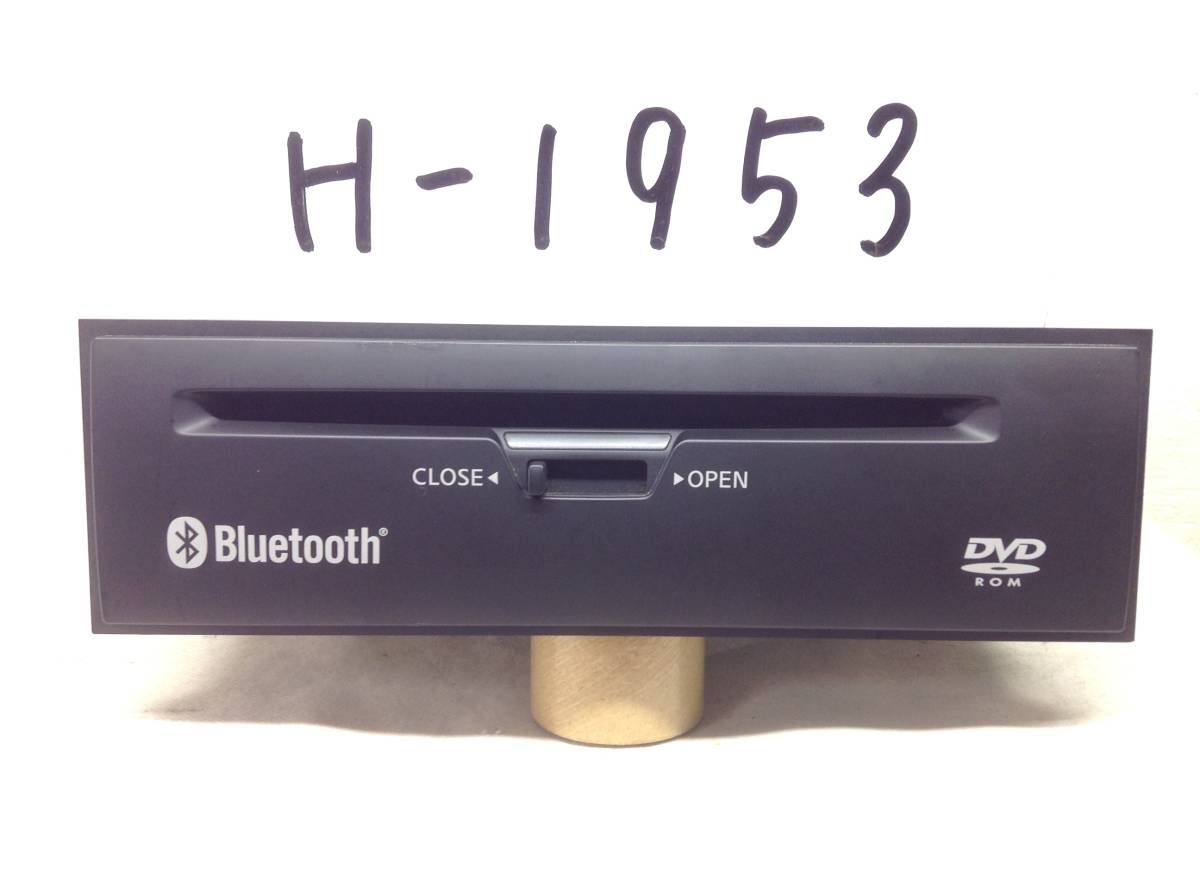 H-1953
CLOSE◀ ▶OPEN
Bluetooth®
DVD
ROM